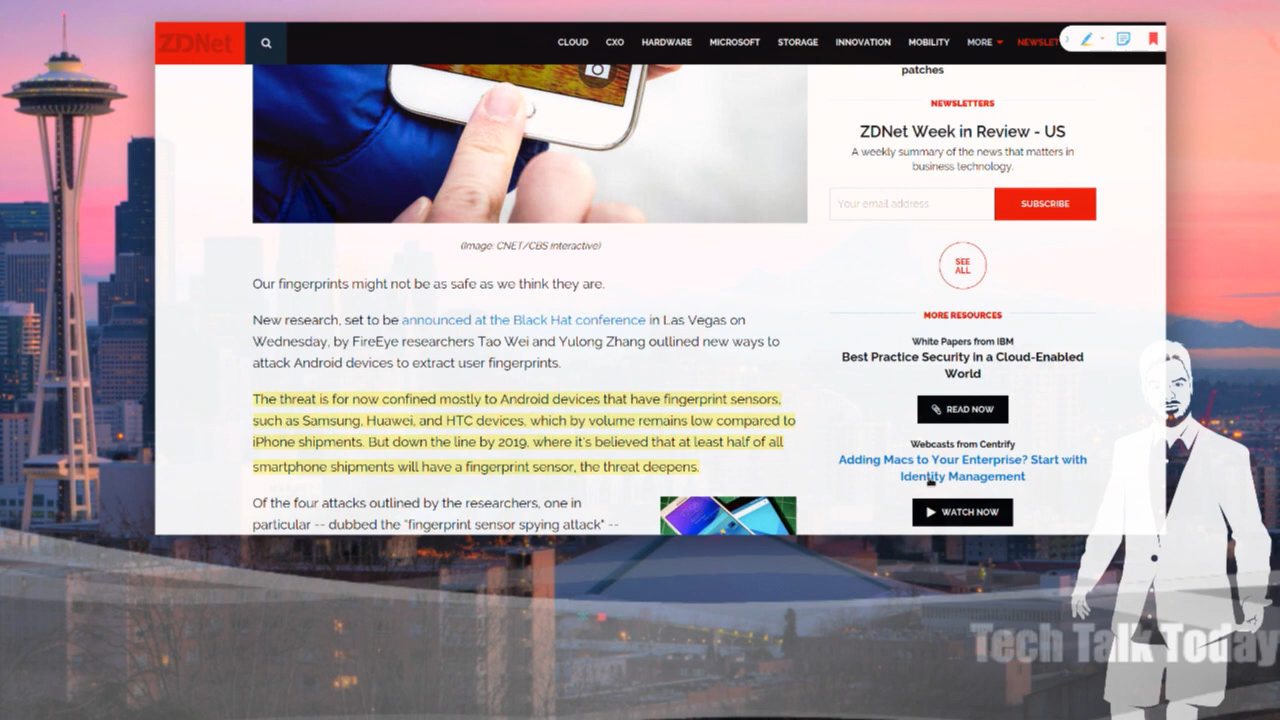 ZDNet
CLOUD CXO HARDWARE MICROSOFT STORAGE INNOVATION MOBILITY MORE NEWSLET
patches
NEWSLETTERS
ZDNet Week in Review - US
A weekly summary of the news that matters in
business technology.
Your email address SUBSCRIBE
SEE
ALL
(Image: CNET/CBS Interactive)
Our fingerprints might not be as safe as we think they are.
New research, set to be announced at the Black Hat conference in Las Vegas on
Wednesday, by FireEye researchers Tao Wei and Yulong Zhang outlined new ways to
attack Android devices to extract user fingerprints.
The threat is for now confined mostly to Android devices that have fingerprint sensors,
such as Samsung, Huawei, and HTC devices, which by volume remains low compared to
iPhone shipments. But down the line by 2019, where it's believed that at least half of all
smartphone shipments will have a fingerprint sensor, the threat deepens.
Of the four attacks outlined by the researchers, one in
particular -- dubbed the "fingerprint sensor spying attack" --
MORE RESOURCES
White Papers from IBM
Best Practice Security in a Cloud-Enabled
World
READ NOW
Webcasts from Centrify
Adding Macs to Your Enterprise? Start with
Identity Management
WATCH NOW
Tech Talk Today